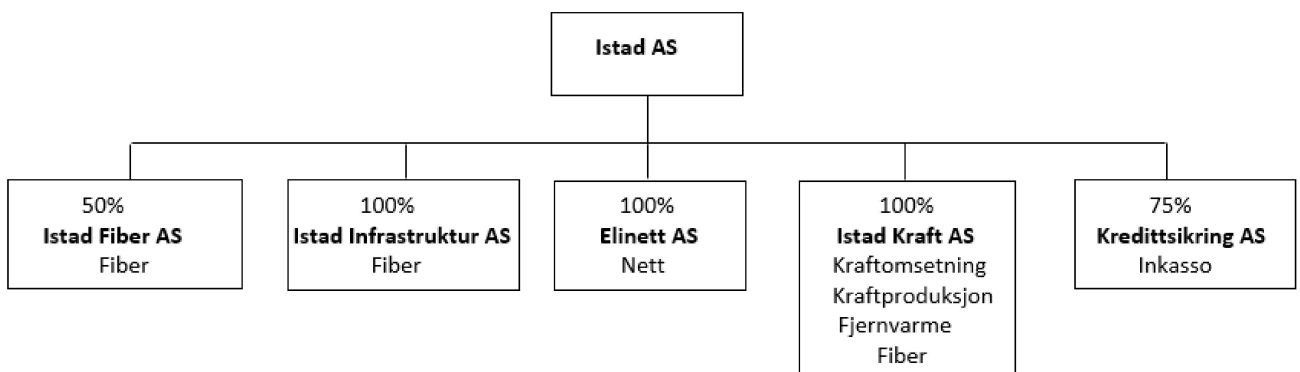 Istad AS
50%
Istad Fiber AS
Fiber
100%
Istad Infrastruktur AS
Fiber
100%
Elinett AS
Nett
100%
Istad Kraft AS
Kraftomsetning
Kraftproduksjon
Fjernvarme
Fiber
75%
Kredittsikring AS
Inkasso